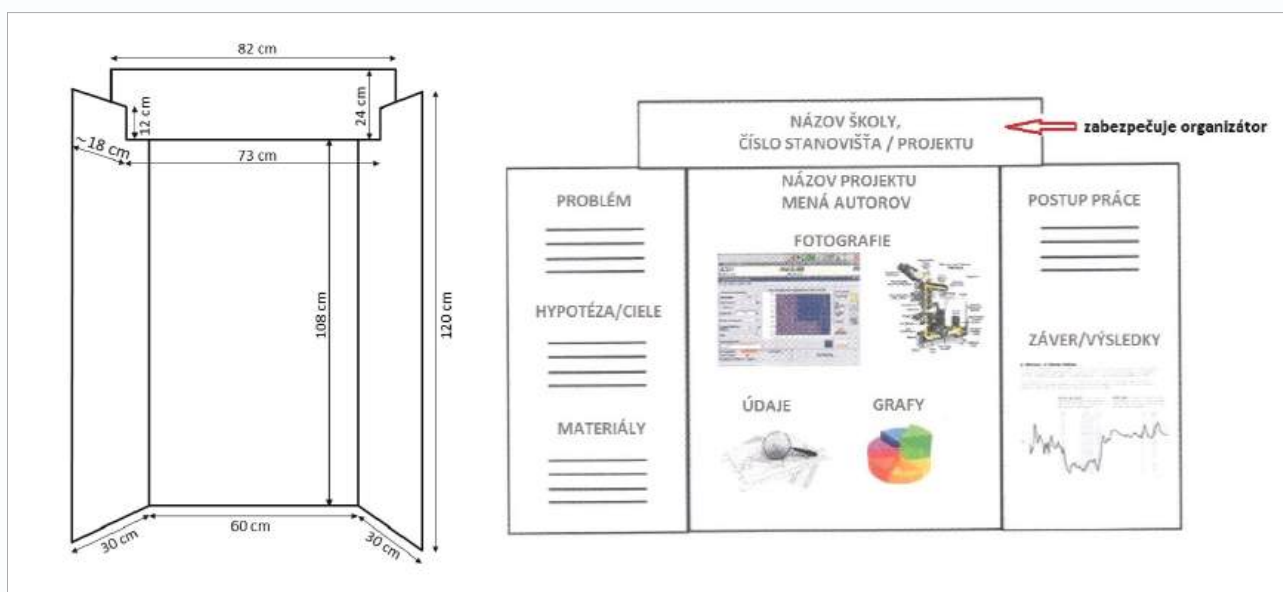 82 cm
24 cm
12 cm
~ 18 cm
73 cm
108 cm
120 cm
60 cm
30 cm
30 cm
NÁZOV ŠKOLY,
ČÍSLO STANOVIŠŤA / PROJEKTU
zabezpečuje organizátor
PROBLÉM
HYPOTÉZA/CIELE
MATERIÁLY
NÁZOV PROJEKTU
MENÁ AUTOROV
FOTOGRAFIE
ÚDAJE
GRAFY
POSTUP PRÁCE
ZÁVER/VÝSLEDKY